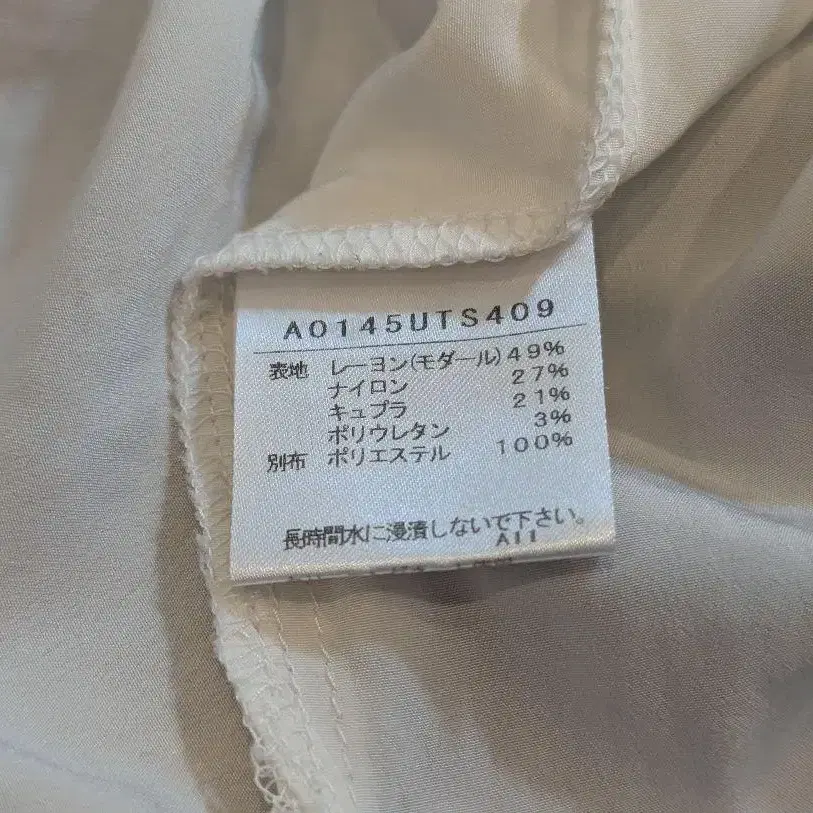 A0145UTS409
表地 レーヨン(モダール) 49%
ナイロン 27%
キュプラ 21%
ポリウレタン 3%
別布 ポリエステル 100%
長時間水に浸漬しないで下さい。